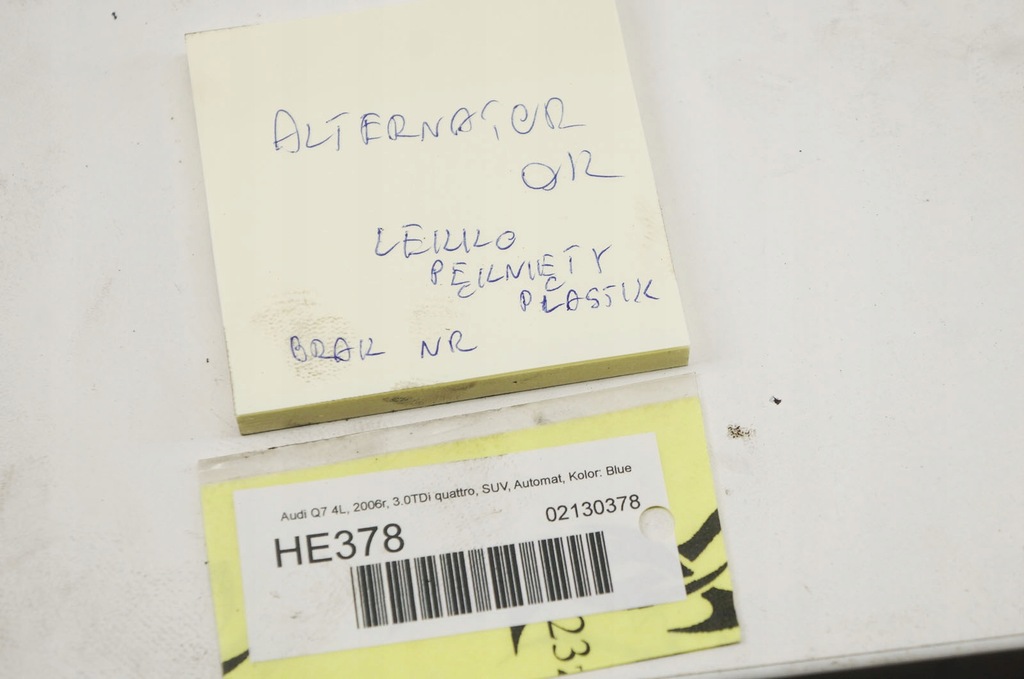 ALTERNATOR
OK
LEKKO
PĘKNIĘTY
PLASTIK
BRAK NR
Audi Q7 4L, 2006r, 3.0TDi quattro, SUV, Automat, Kolor: Blue
02130378
HE378